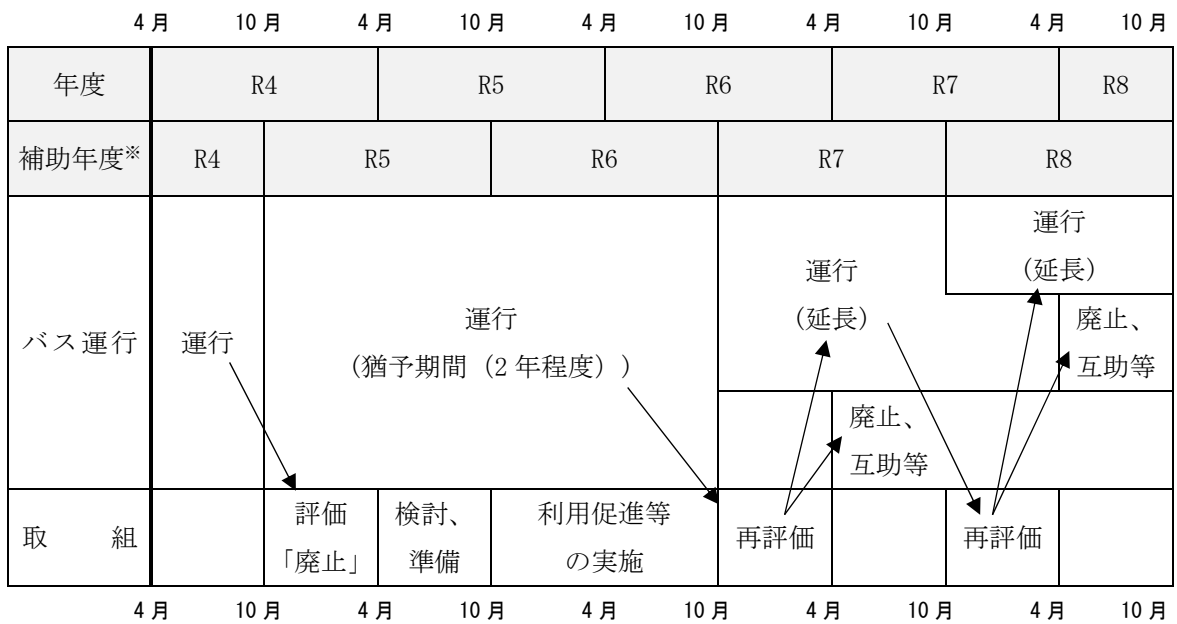 4月 10月 4月 10月 4月 10月 4月 10月 4月 10月
年度 R4 R5 R6 R7 R8
補助年度※ R4 R5 R6 R7 R8
バス運行
運行
運行
(猶予期間(2年程度))
運行
(延長)
運行
(延長)
廃止、
互助等
廃止、
互助等
取 組
評価
「廃止」
検討、
準備
利用促進等
の実施
再評価
再評価
4月 10月 4月 10月 4月 10月 4月 10月 4月 10月